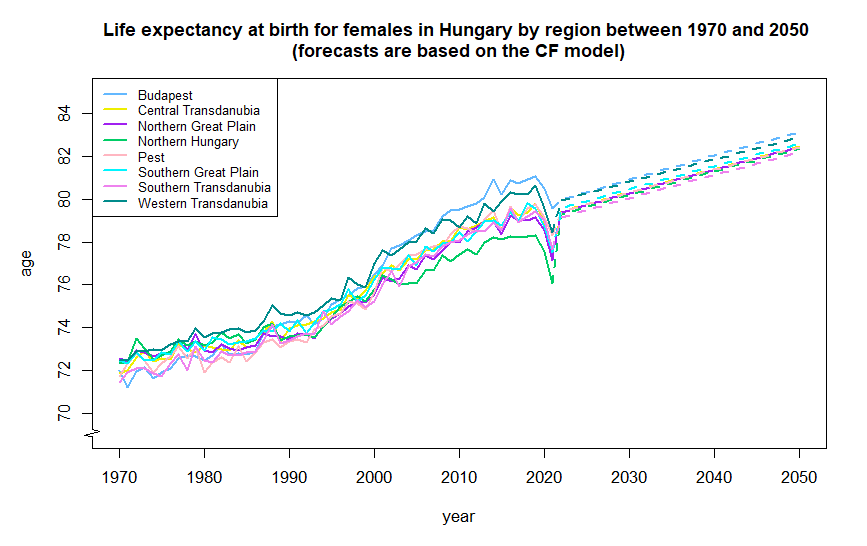 Life expectancy at birth for females in Hungary by region between 1970 and 2050
(forecasts are based on the CF model)
Budapest
Central Transdanubia
Northern Great Plain
Northern Hungary
Pest
Southern Great Plain
Southern Transdanubia
Western Transdanubia
84
82
80
78
76
74
72
70
age
1970 1980 1990 2000 2010 2020 2030 2040 2050
year